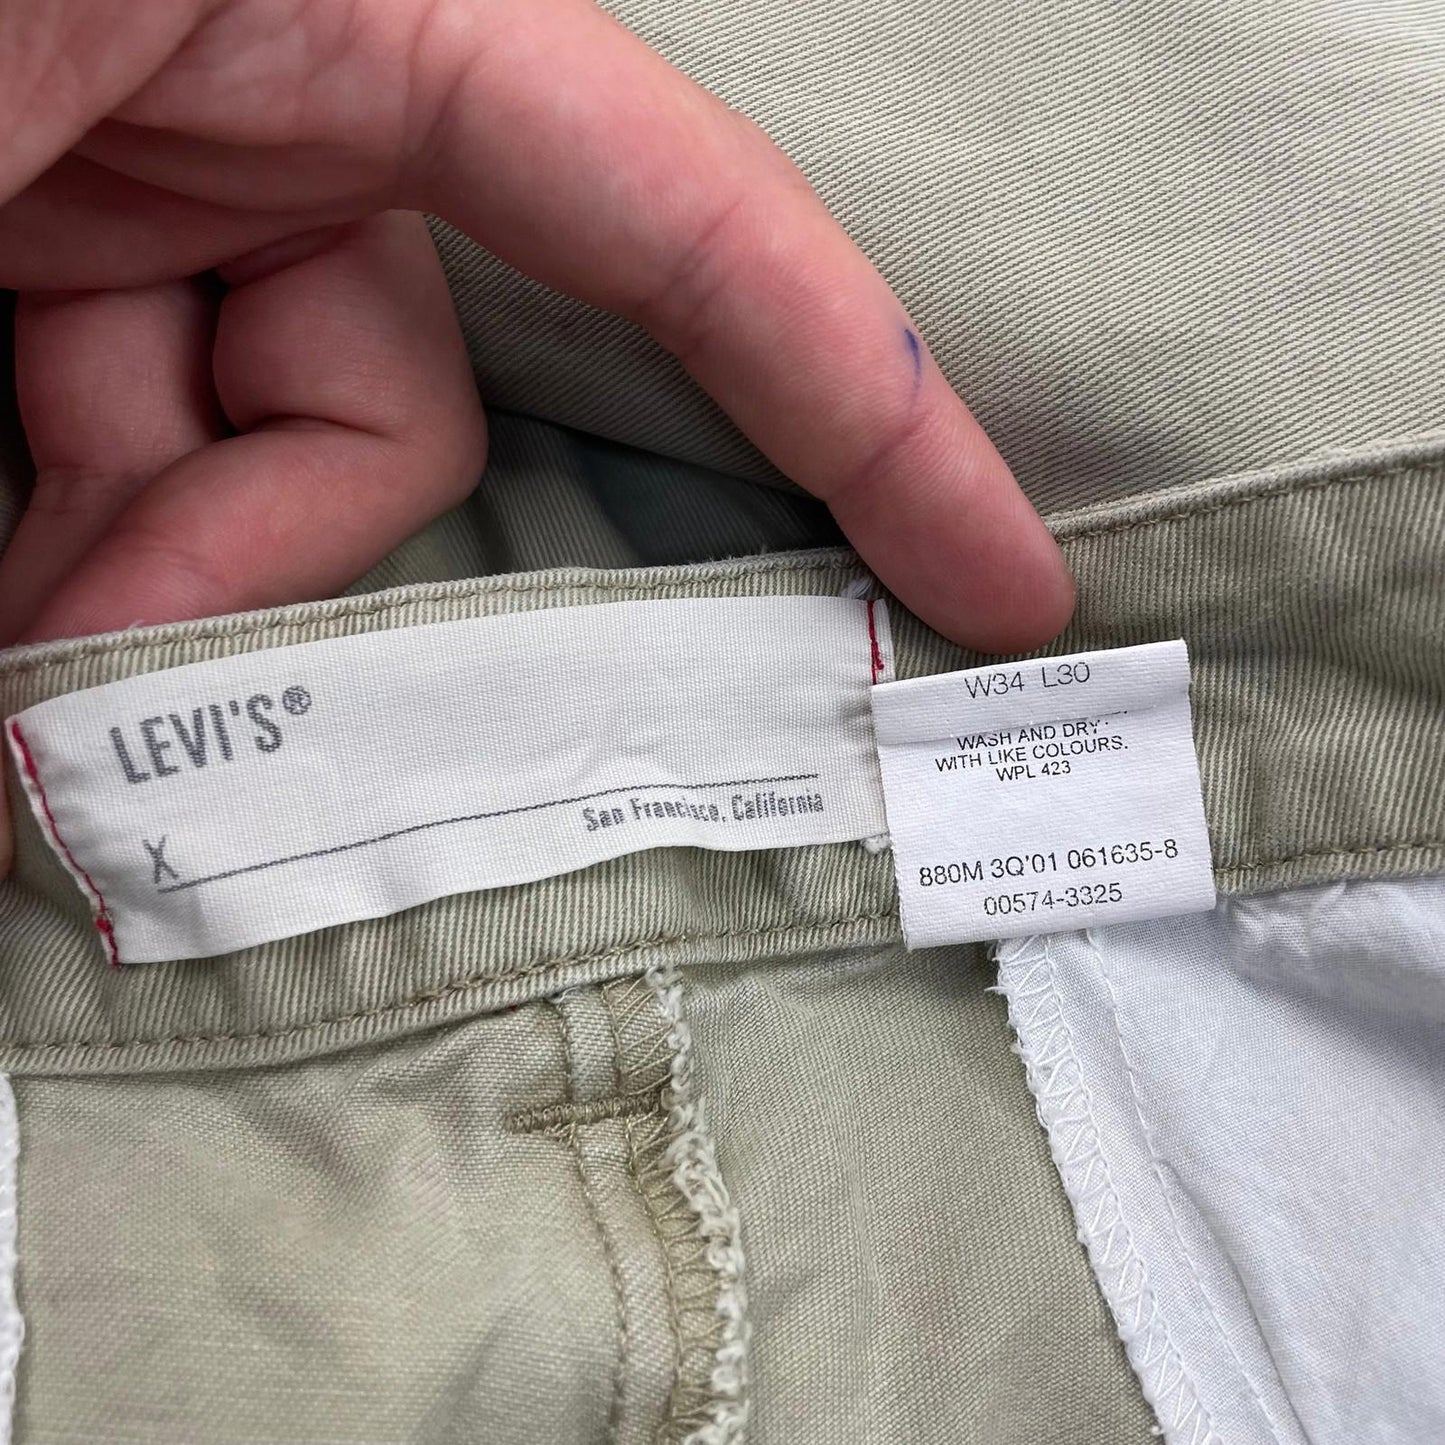 LEVI'S®
X
San Francisco, California
W34 L30
WASH AND DRY
WITH LIKE COLOURS.
WPL 423
880M 3Q'01 061635-8
00574-3325